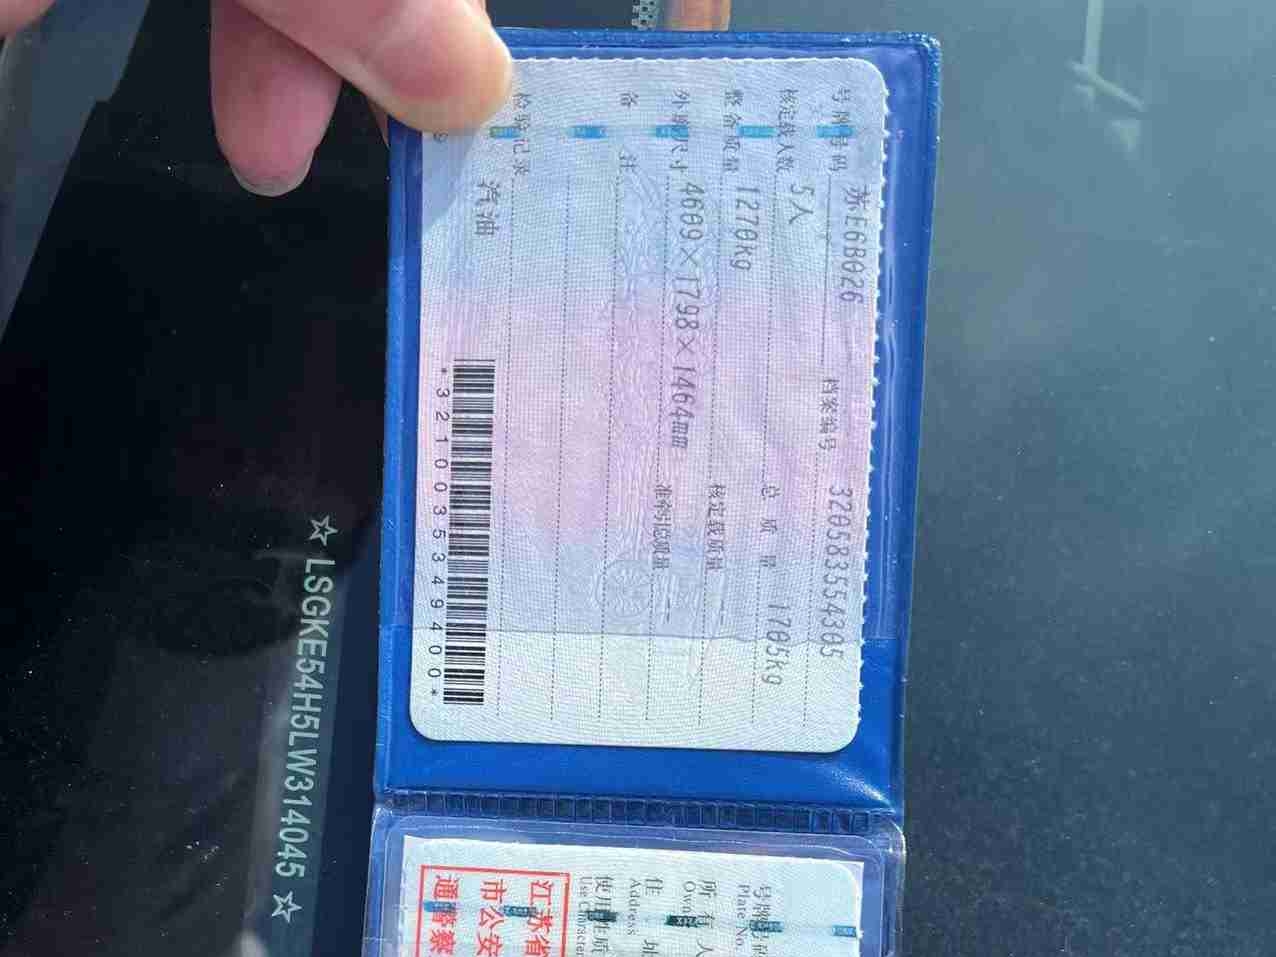 号牌号码 苏E6B026 档案编号 320583554305
核定载人数 5人 总质量 1705kg
整备质量 1270kg 核定载质量
外廓尺寸 4609×1798×1464mm 准牵引总质量
备注
检验记录
汽油
*3210035349400*
☆LSGKE54H5LW314045☆
号牌号码
Plate No.
所有人
住址
Address
使用性质
Use Character
江苏省
市公安
通警察